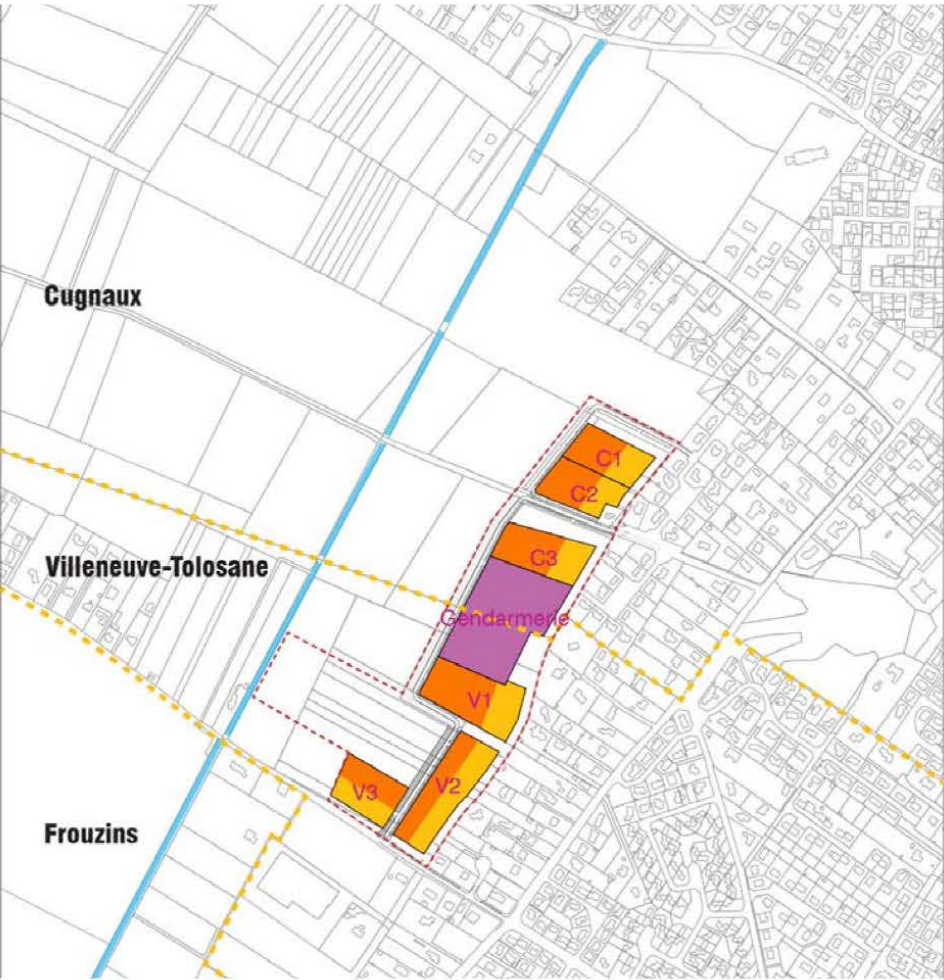 Cugnaux
C1
C2
C3
Villeneuve-Tolosane
Gendarmerie
V1
V2
V3
Frouzins